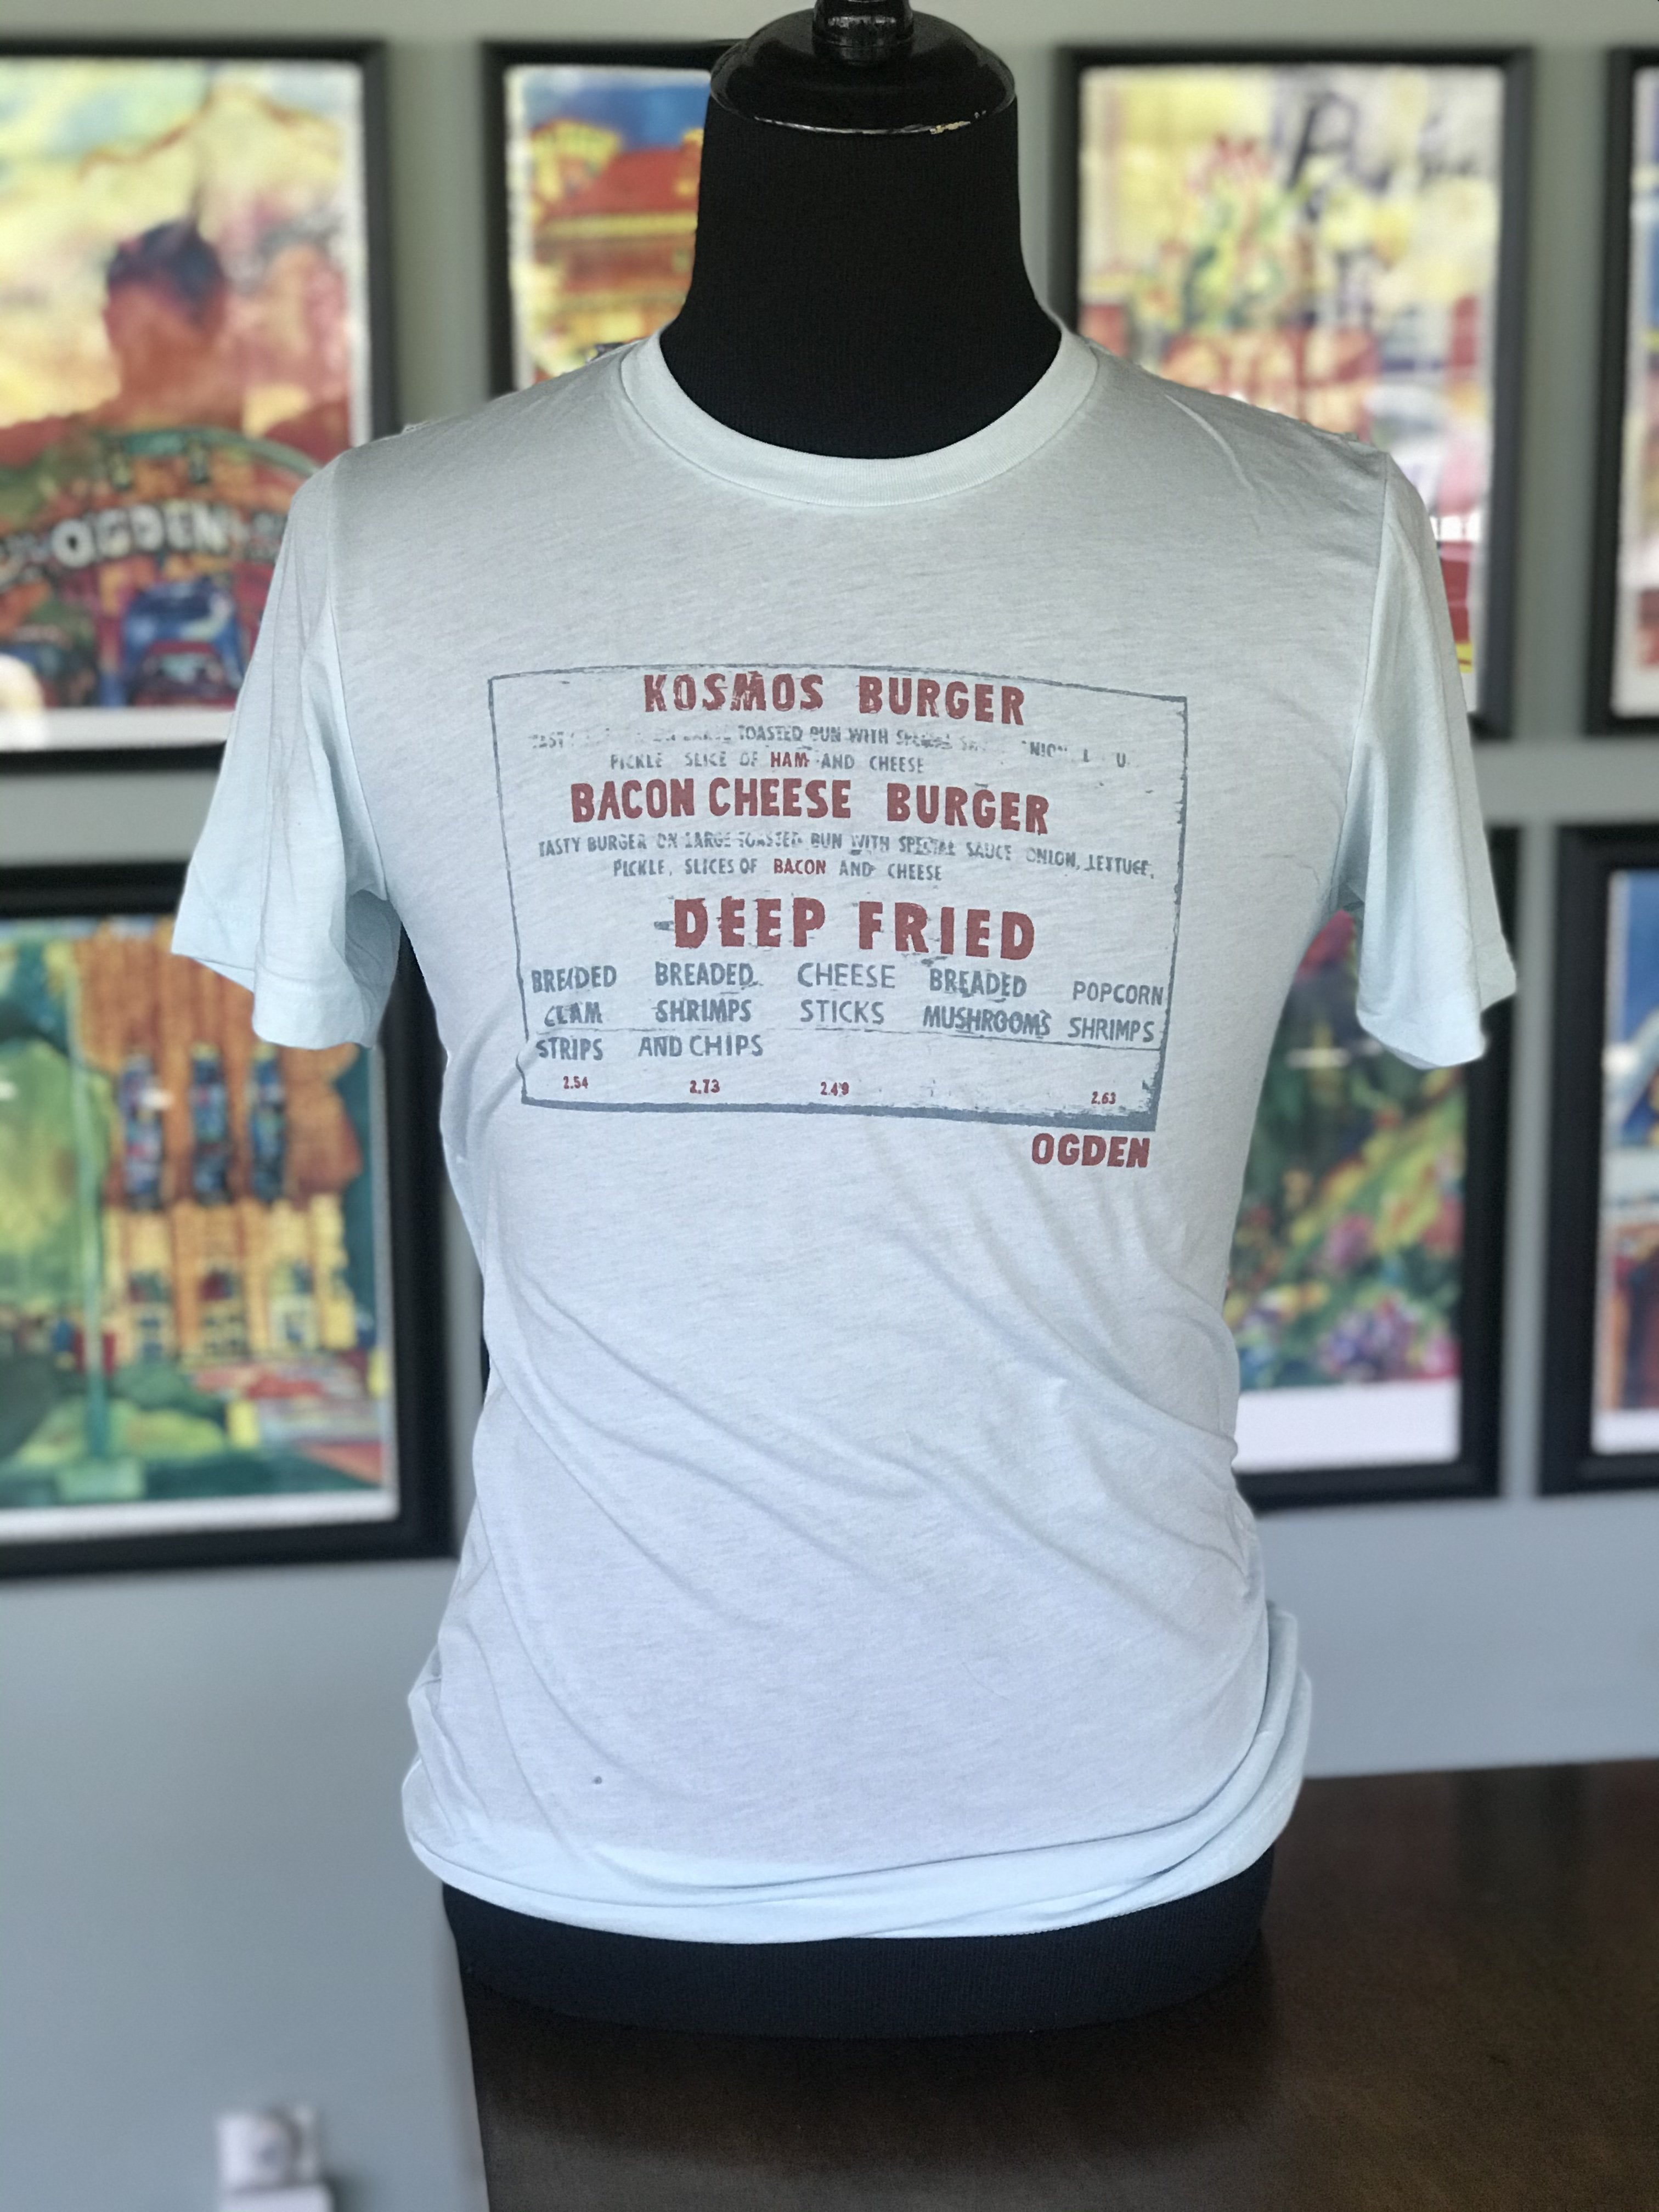 KOSMOS BURGER
TOASTED BUN WITH SPECIAL
PICKLE, SLICE OF HAM AND CHEESE
BACON CHEESE BURGER
TASTY BURGER ON LARGE TOASTED BUN WITH SPECIAL SAUCE ONION, LETTUCE,
PICKLE, SLICES OF BACON AND CHEESE
DEEP FRIED
BREADED BREADED CHEESE BREADED POPCORN
CLAM SHRIMPS STICKS MUSHROOMS SHRIMPS
STRIPS AND CHIPS
2.54 2.73 2.49 2.63
OGDEN
OGDEN